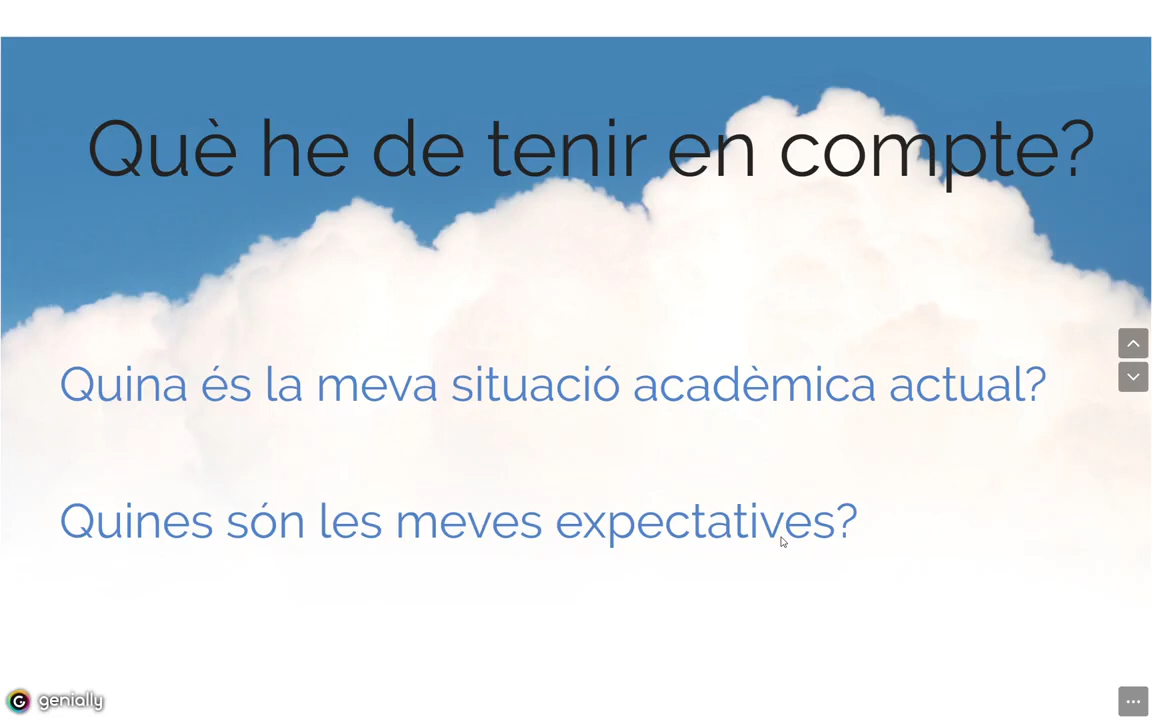 Què he de tenir en compte?
Quina és la meva situació acadèmica actual?
Quines són les meves expectatives?
genially